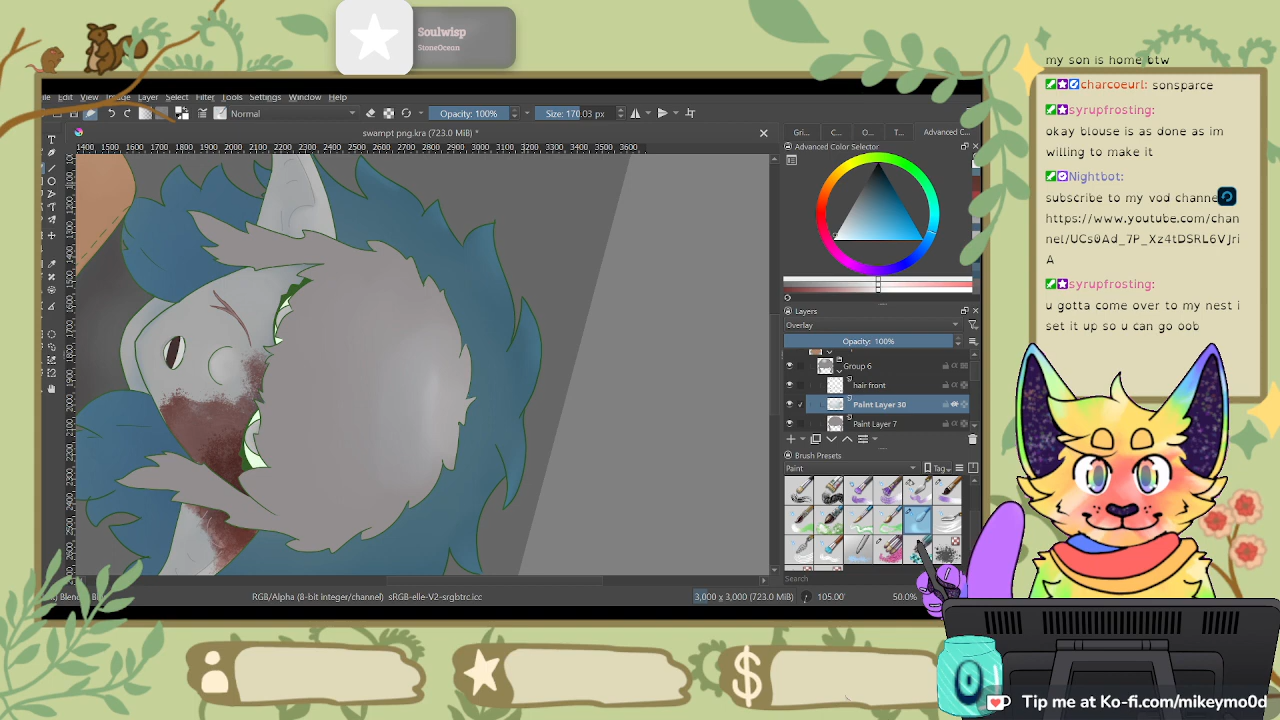 Soulwisp
StoneOcean
my son is home btw
charcoeurl: sonsparce
syrupfrosting:
okay blouse is as done as im
willing to make it
Nightbot:
subscribe to my vod channel
https://www.youtube.com/chan
nel/UCs0Ad_7P_Xz4tDSRL6VJri
A
syrupfrosting:
u gotta come over to my nest i
set it up so u can go oob
ile Edit View Image Layer Select Filter Tools Settings Window Help
Normal
Opacity: 100%
Size: 170.03 px
swampt png.kra (723.0 MiB) *
1400 1500 1600 1700 1800 1900 2000 2100 2200 2300 2400 2500 2600 2700 2800 2900 3000 3100 3200 3300 3400 3500 3600
Gri... C... O... T... Advanced C...
Advanced Color Selector
Layers
Overlay
Opacity: 100%
Group 6
hair front
Paint Layer 30
Paint Layer 7
Brush Presets
Paint
Tag
Search
RGB/Alpha (8-bit integer/channel) sRGB-elle-V2-srgbtrc.icc
3,000 x 3,000 (723.0 MiB)
105.00°
50.0%
Tip me at Ko-fi.com/mikeymo0d